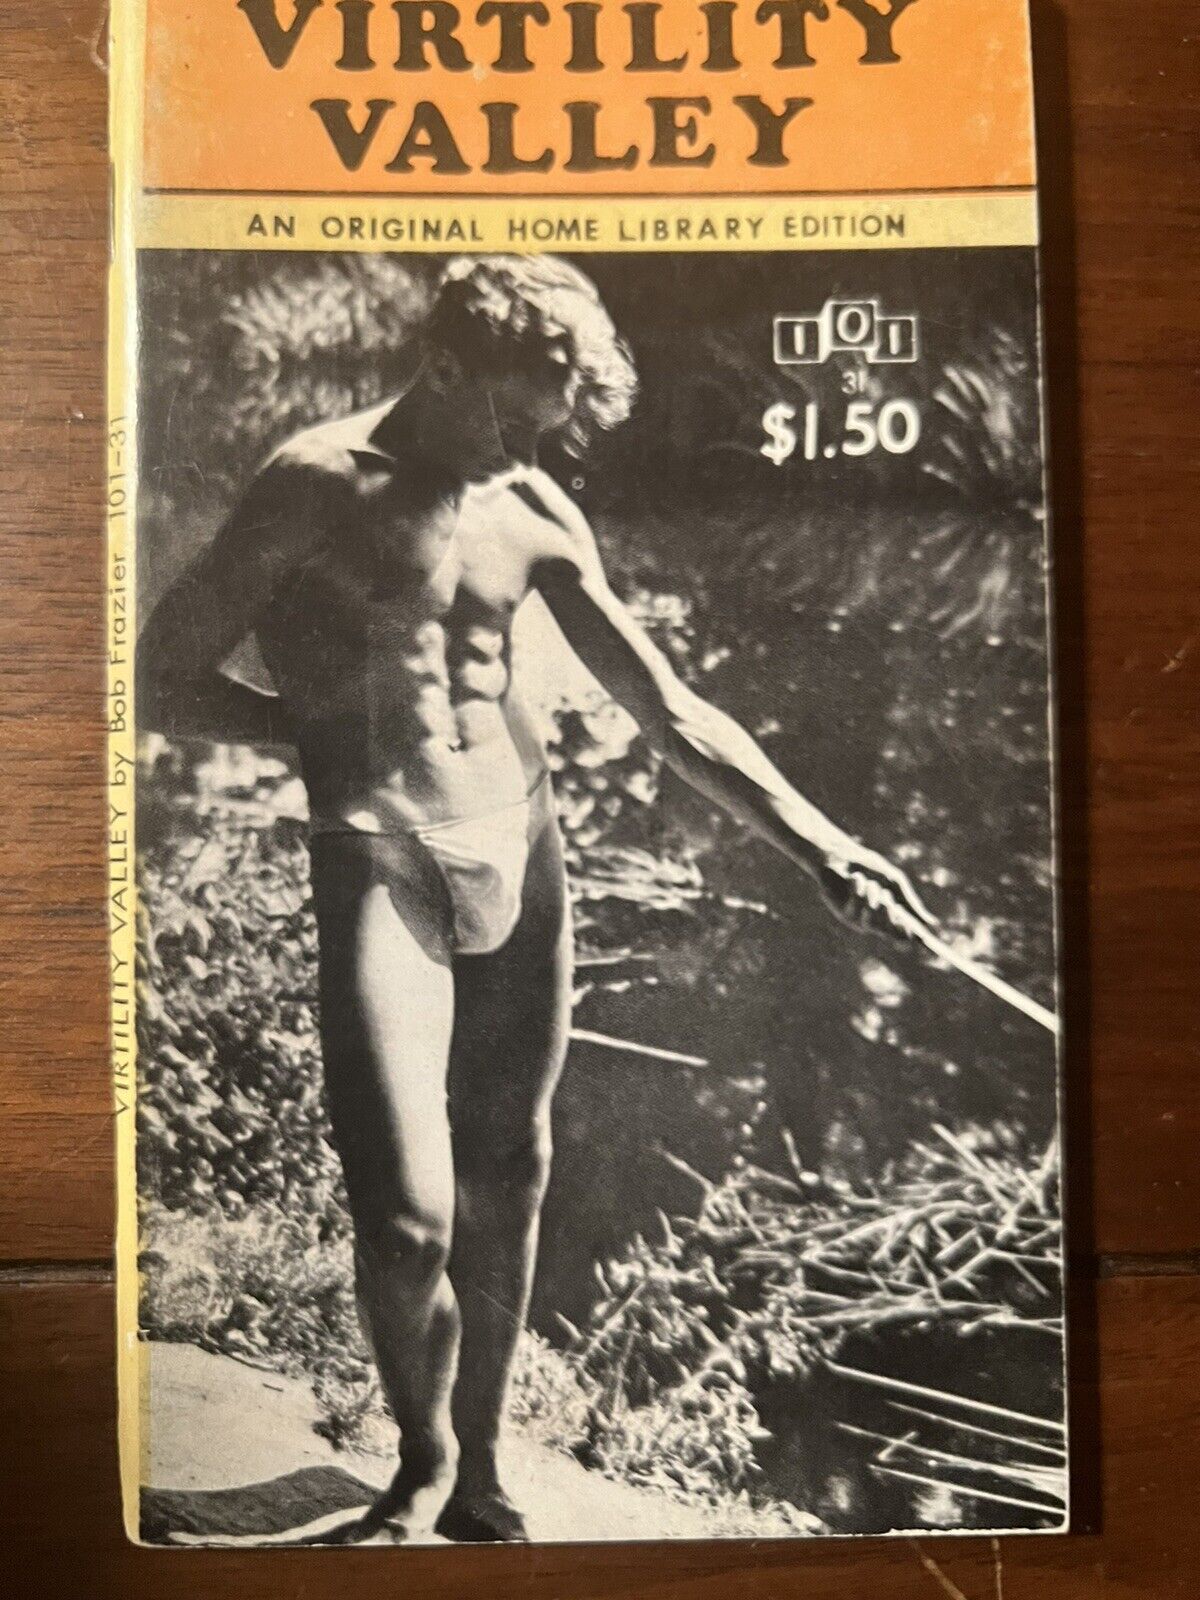 VIRTILITY
VALLEY
AN ORIGINAL HOME LIBRARY EDITION
101
31
$1.50
VIRTILITY VALLEY by Bob Frazier 101-31